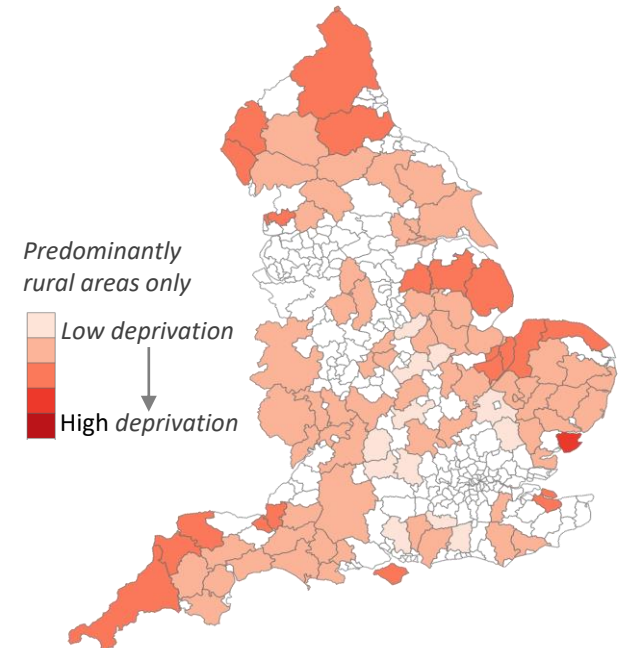 Predominantly
rural areas only
Low deprivation
High deprivation